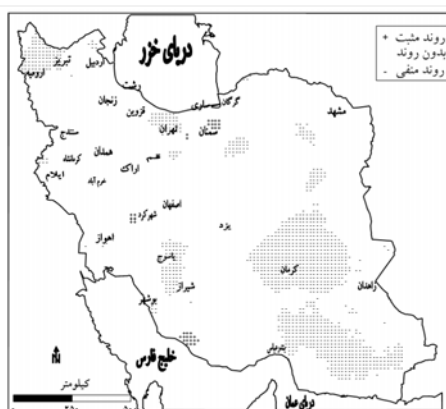 دریای خزر
روند مثبت +
بدون روند
روند منفی -
تبریز
اردبیل
ارومیه
رشت
زنجان
قزوین
ساری
گرگان
مشهد
تهران
سمنان
سنندج
همدان
قم
کرمانشاه
اراک
ایلام
خرم آباد
اصفهان
شهرکرد
یزد
اهواز
یاسوج
کرمان
زاهدان
شیراز
بوشهر
بندرعباس
خلیج فارس
کیلومتر
دریای عمان